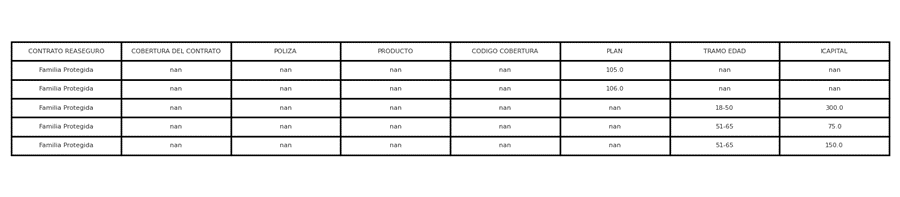 CONTRATO REASEGURO COBERTURA DEL CONTRATO POLIZA PRODUCTO CODIGO COBERTURA PLAN TRAMO EDAD ICAPITAL
Familia Protegida nan nan nan nan 105.0 nan nan
Familia Protegida nan nan nan nan 106.0 nan nan
Familia Protegida nan nan nan nan nan 18-50 300.0
Familia Protegida nan nan nan nan nan 51-65 75.0
Familia Protegida nan nan nan nan nan 51-65 150.0